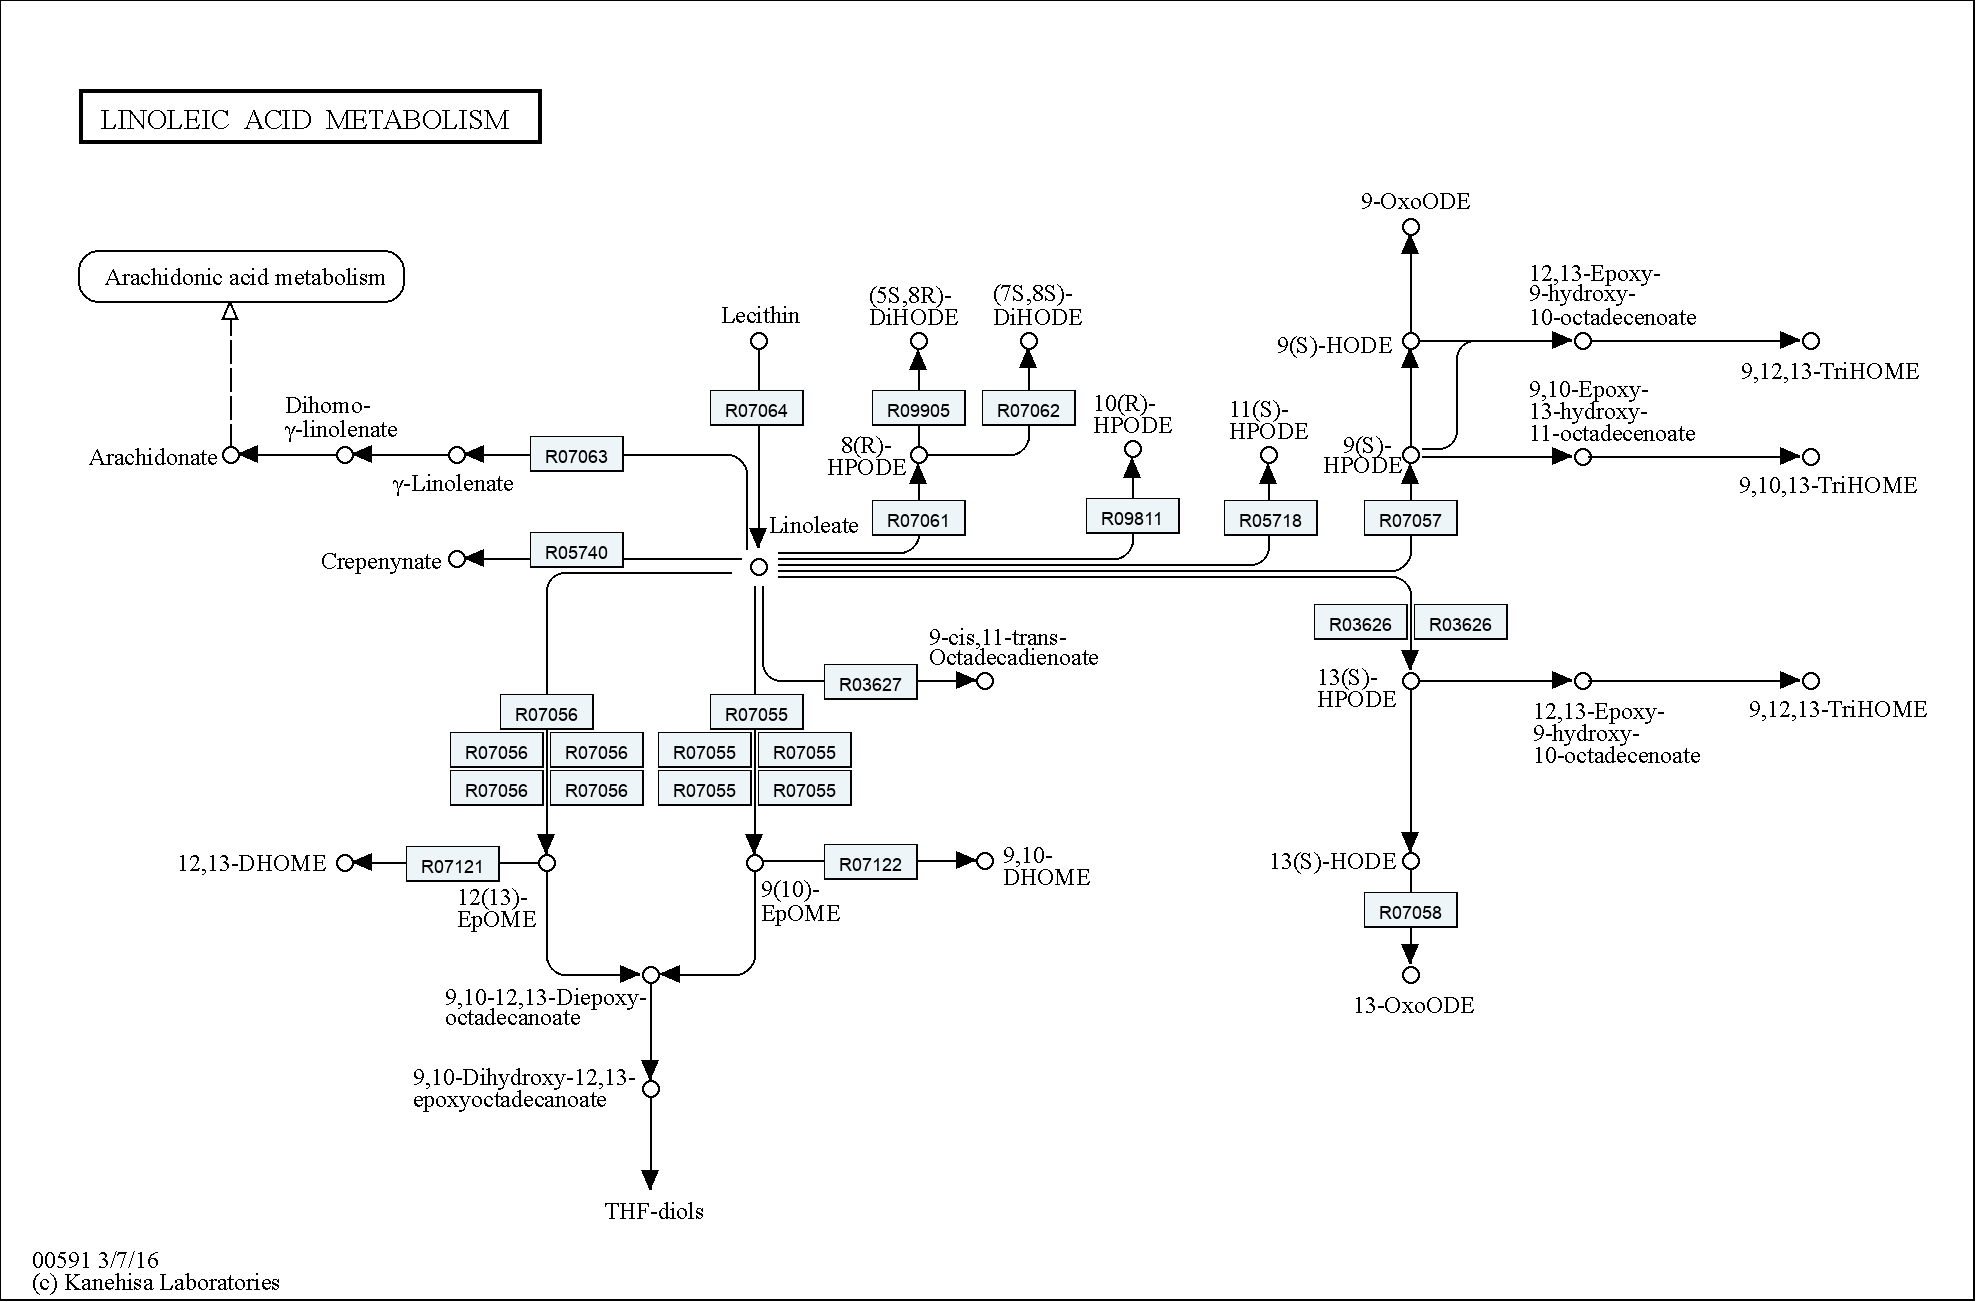 LINOLEIC ACID METABOLISM
9-OxoODE
Arachidonic acid metabolism
12,13-Epoxy-
9-hydroxy-
10-octadecenoate
(5S,8R)-
DiHODE
(7S,8S)-
DiHODE
Lecithin
9(S)-HODE
9,12,13-TriHOME
Dihomo-
γ-linolenate
R07064
R09905
R07062
10(R)-
HPODE
11(S)-
HPODE
9,10-Epoxy-
13-hydroxy-
11-octadecenoate
Arachidonate
R07063
γ-Linolenate
8(R)-
HPODE
9(S)-
HPODE
9,10,13-TriHOME
Linoleate
R07061
R09811
R05718
R07057
Crepenynate
R05740
R03626
R03626
9-cis,11-trans-
Octadecadienoate
R03627
13(S)-
HPODE
12,13-Epoxy-
9-hydroxy-
10-octadecenoate
9,12,13-TriHOME
R07056
R07055
R07056
R07056
R07055
R07055
R07056
R07056
R07055
R07055
12,13-DHOME
R07121
12(13)-
EpOME
9(10)-
EpOME
R07122
9,10-
DHOME
13(S)-HODE
R07058
13-OxoODE
9,10-12,13-Diepoxy-
octadecanoate
9,10-Dihydroxy-12,13-
epoxyoctadecanoate
THF-diols
00591 3/7/16
(c) Kanehisa Laboratories